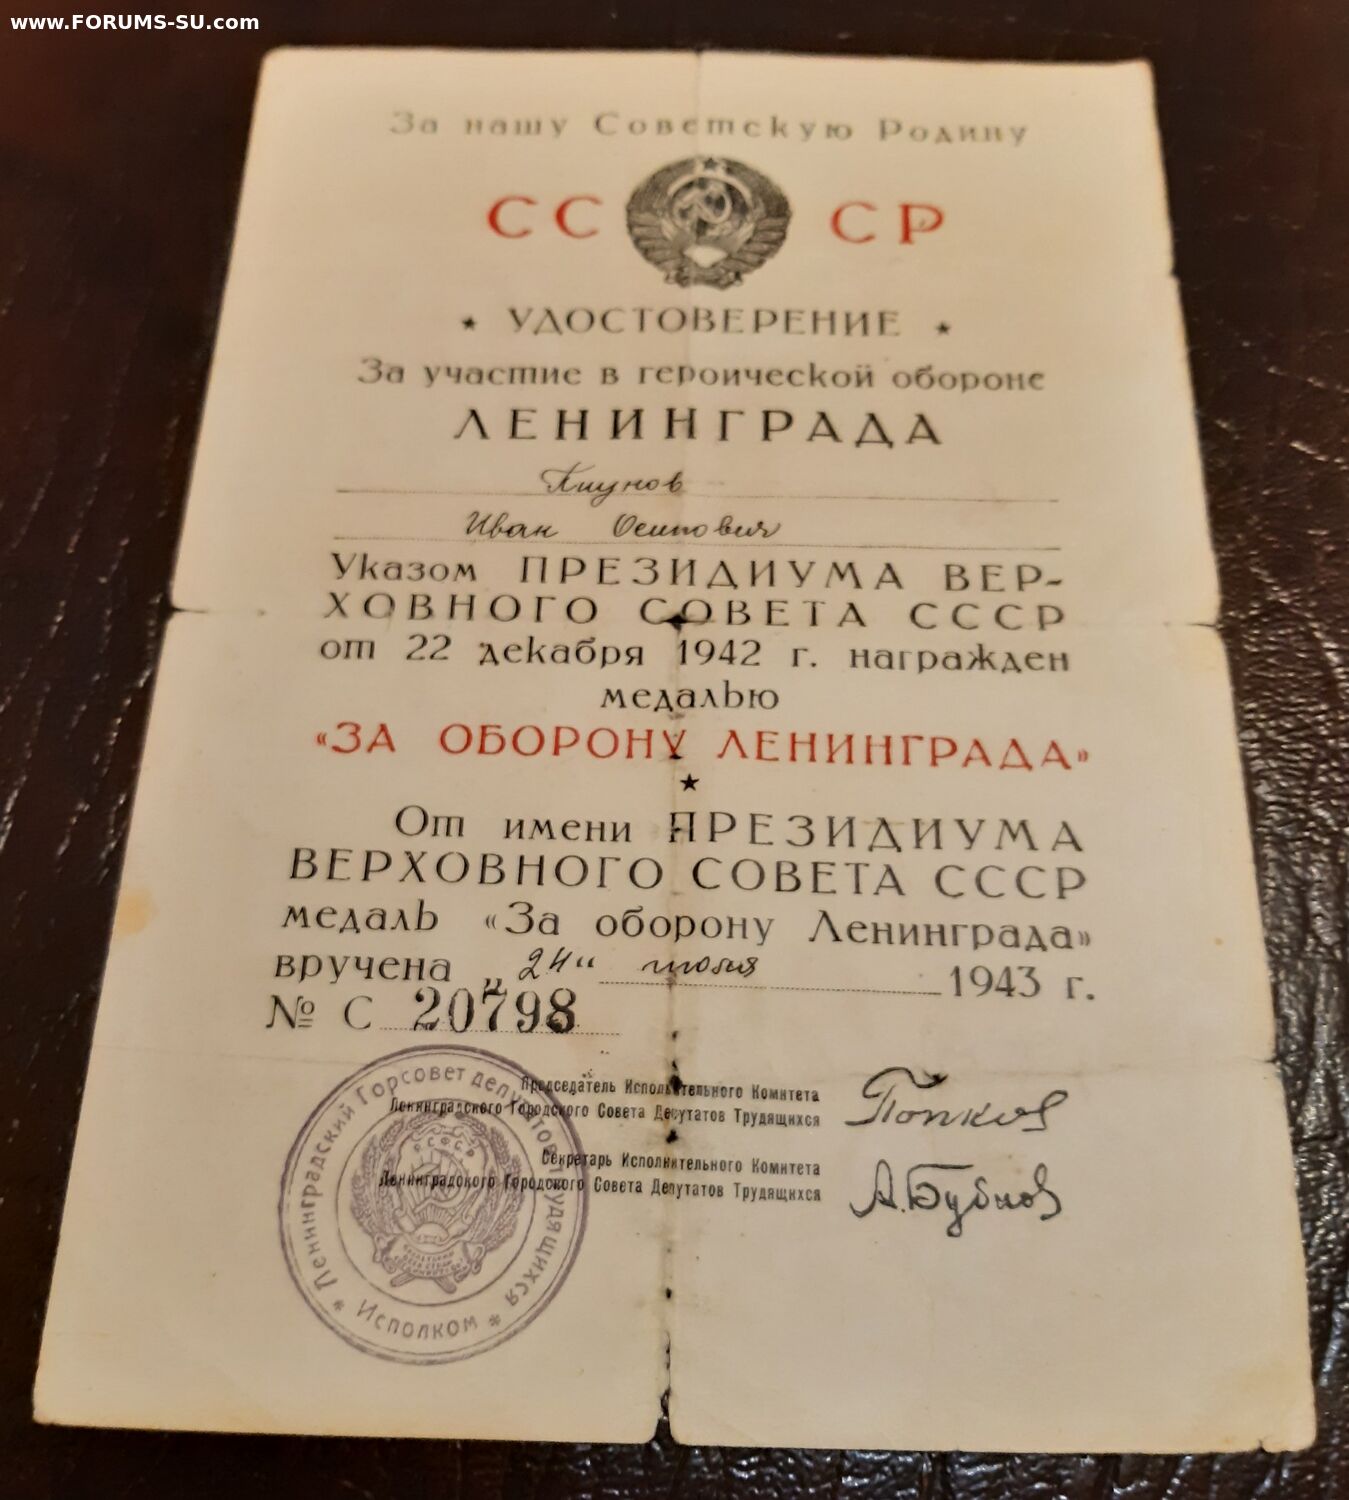 www.FORUMS-SU.com
За нашу Советскую Родину
СС СР
★ УДОСТОВЕРЕНИЕ ★
За участие в героической обороне
ЛЕНИНГРАДА
Иван Осипович
Указом ПРЕЗИДИУМА ВЕР-
ХОВНОГО СОВЕТА СССР
от 22 декабря 1942 г. награжден
медалью
«ЗА ОБОРОНУ ЛЕНИНГРАДА»
★
От имени ПРЕЗИДИУМА
ВЕРХОВНОГО СОВЕТА СССР
медаль «За оборону Ленинграда»
вручена „24“ 1943 г.
№ С 20798
Председатель Исполнительного Комитета
Ленинградского Городского Совета Депутатов Трудящихся
Попков
Секретарь Исполнительного Комитета
Ленинградского Городского Совета Депутатов Трудящихся
А. Бубнов
Ленинградский Горсовет депутатов трудящихся
* Исполком *
РСФСР